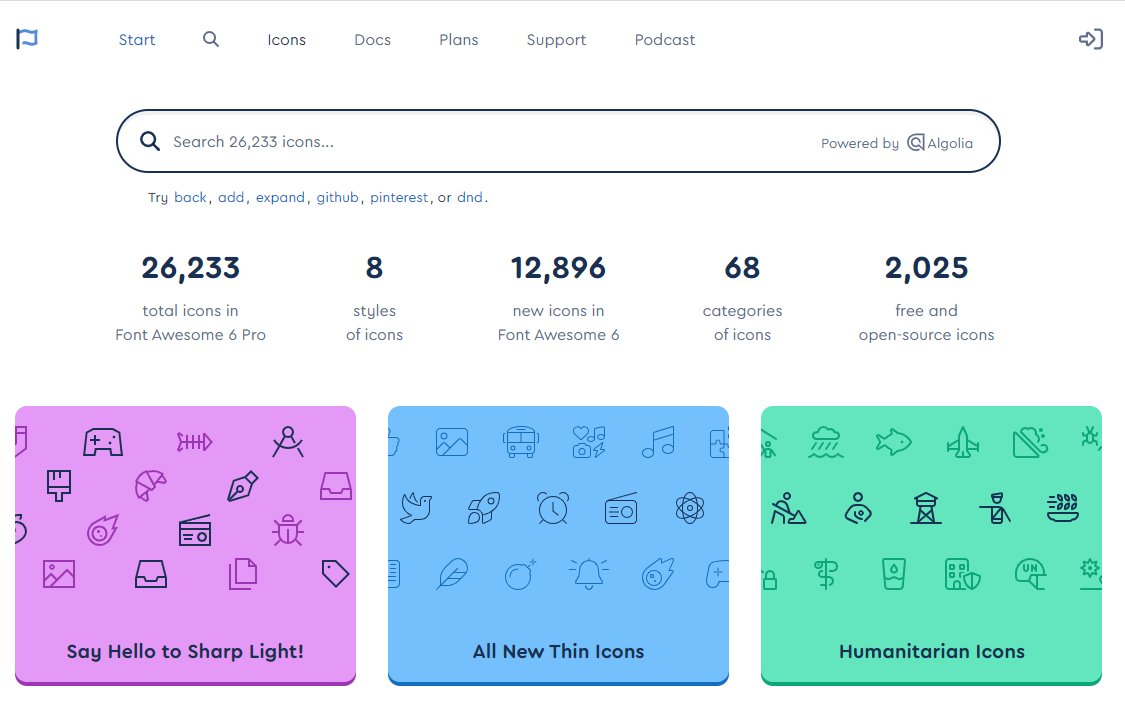 Start Icons Docs Plans Support Podcast
Search 26,233 icons... Powered by Algolia
Try back, add, expand, github, pinterest, or dnd.
26,233 8 12,896 68 2,025
total icons in styles new icons in categories free and
Font Awesome 6 Pro of icons Font Awesome 6 of icons open-source icons
UN
Say Hello to Sharp Light! All New Thin Icons Humanitarian Icons